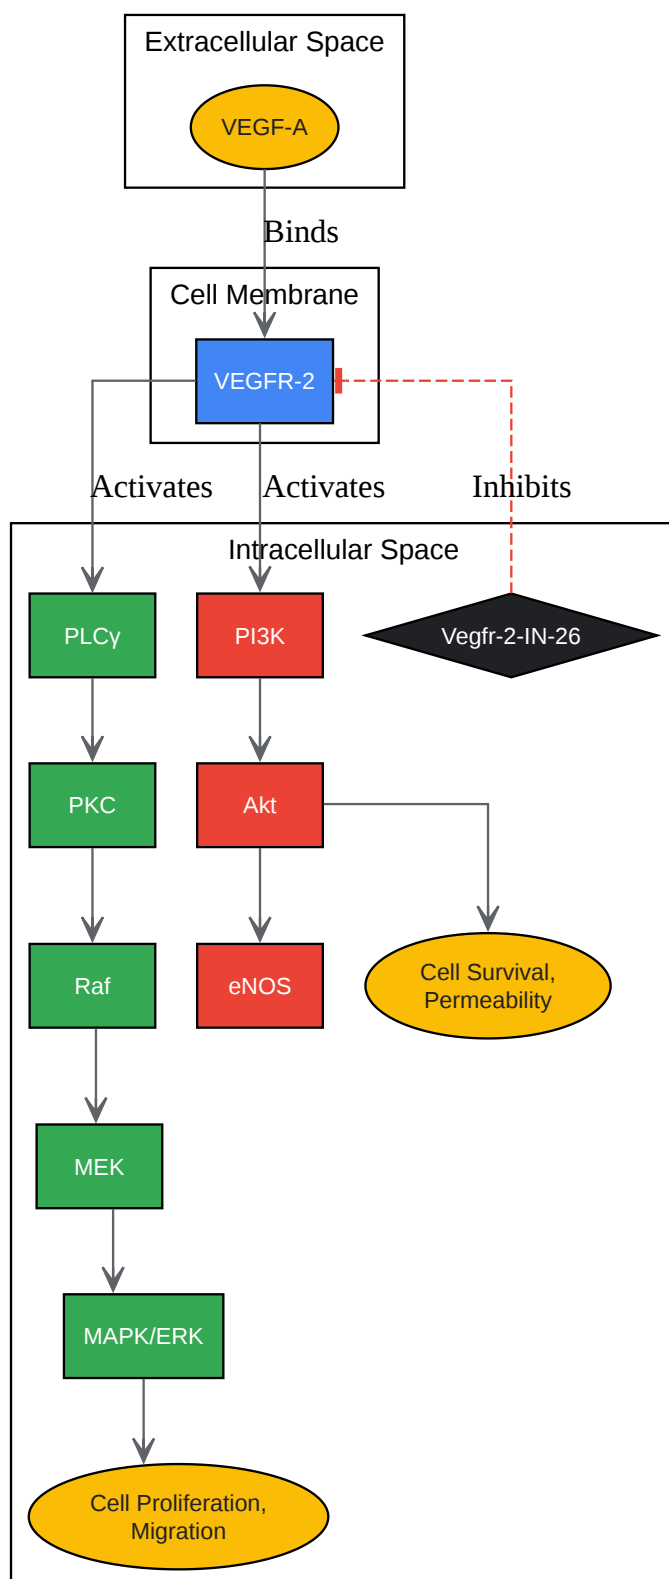 Extracellular Space
VEGF-A
Binds
Cell Membrane
VEGFR-2
Activates
Activates
Inhibits
Intracellular Space
PLCγ
PI3K
Vegfr-2-IN-26
PKC
Akt
Raf
eNOS
Cell Survival,
Permeability
MEK
MAPK/ERK
Cell Proliferation,
Migration